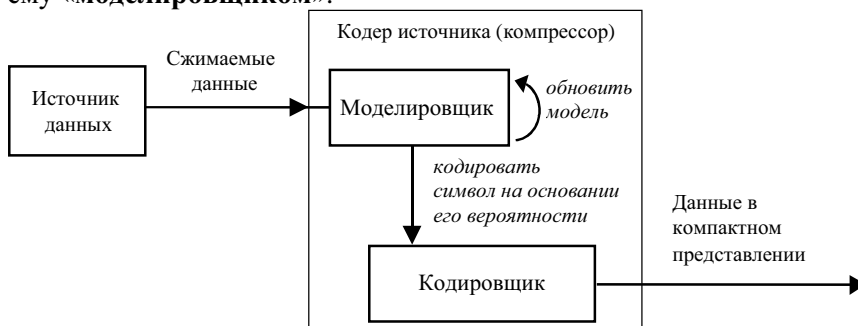 ему «моделировщиком».
Кодер источника (компрессор)
Сжимаемые
данные
Источник
данных
Моделировщик
обновить
модель
кодировать
символ на основании
его вероятности
Данные в
компактном
представлении
Кодировщик